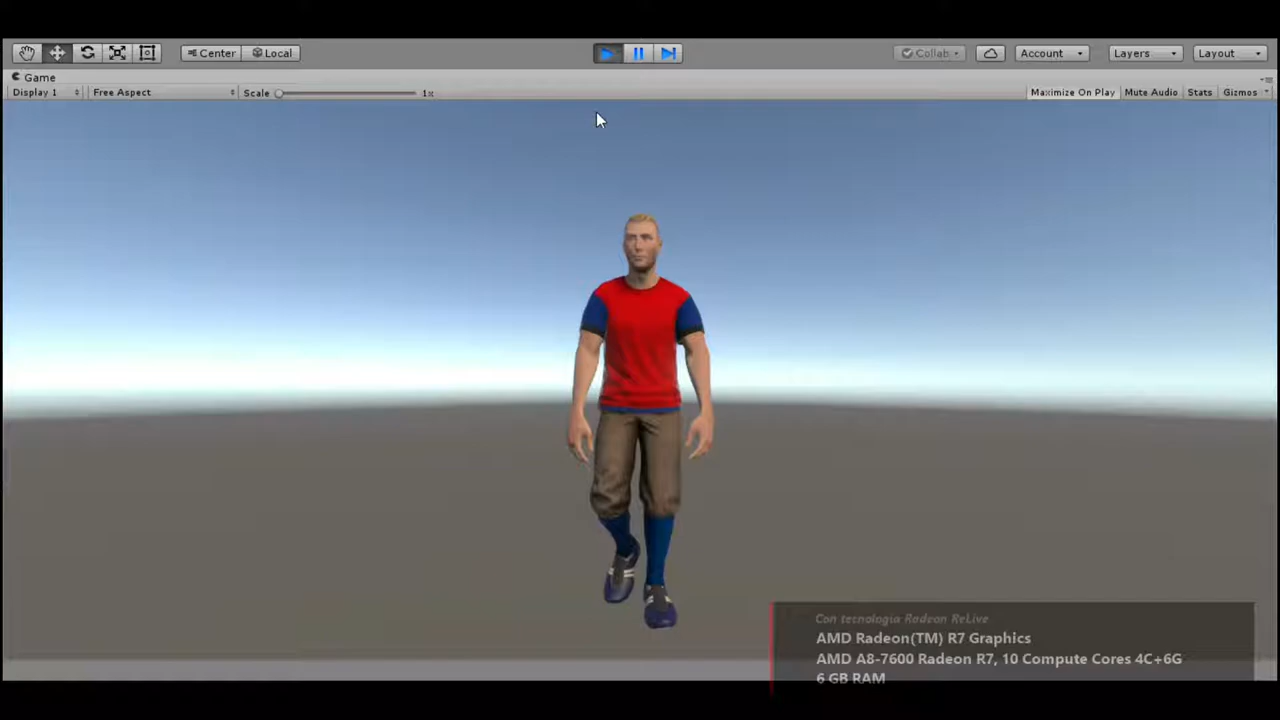 Center Local Collab Account Layers Layout
Game
Display 1 Free Aspect Scale 1x Maximize On Play Mute Audio Stats Gizmos
Con tecnología Radeon ReLive
AMD Radeon(TM) R7 Graphics
AMD A8-7600 Radeon R7, 10 Compute Cores 4C+6G
6 GB RAM